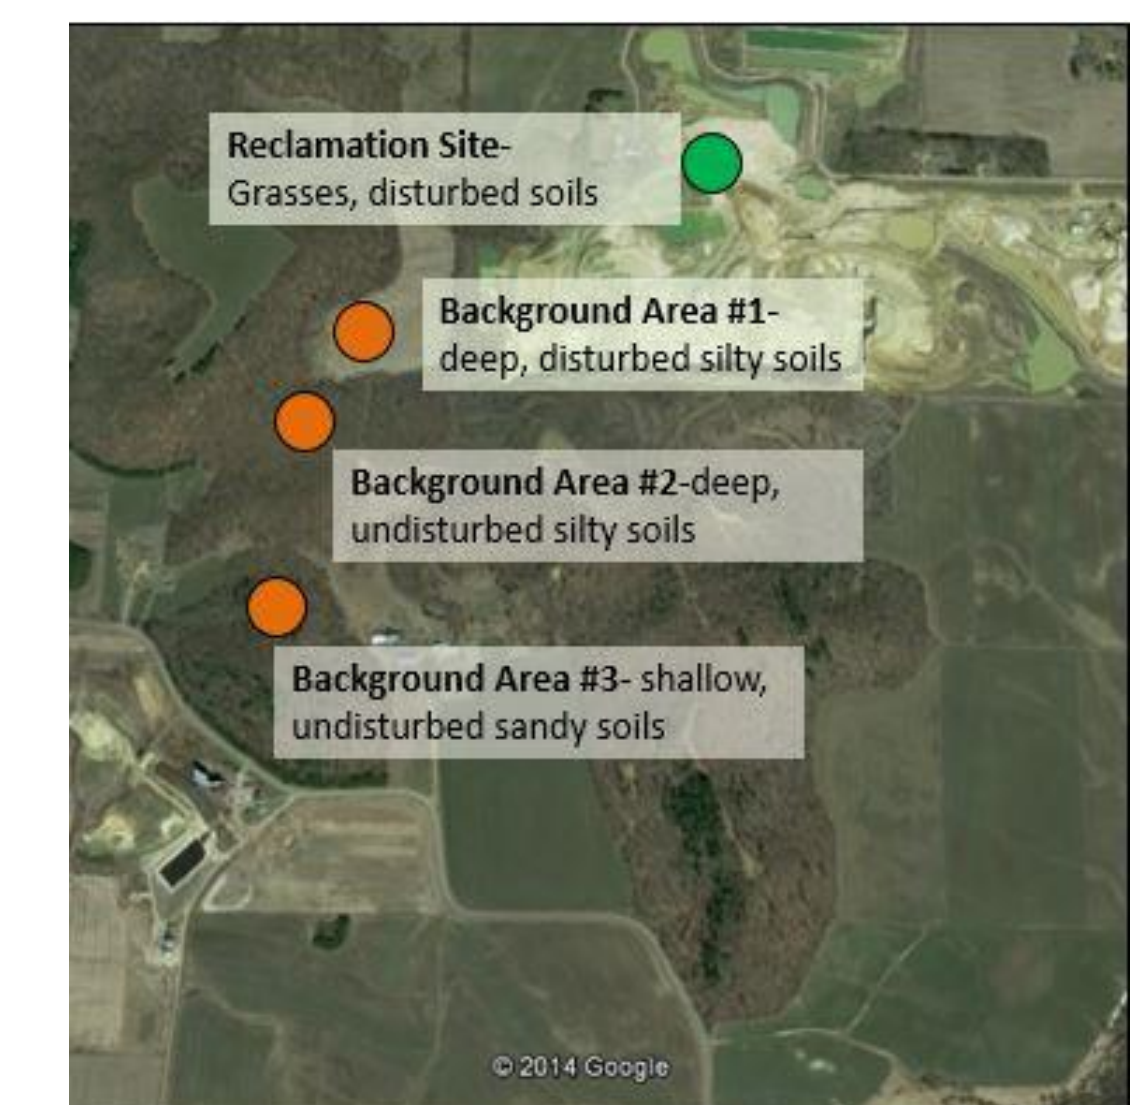 Reclamation Site-
Grasses, disturbed soils
Background Area #1-
deep, disturbed silty soils
Background Area #2-deep,
undisturbed silty soils
Background Area #3- shallow,
undisturbed sandy soils
© 2014 Google